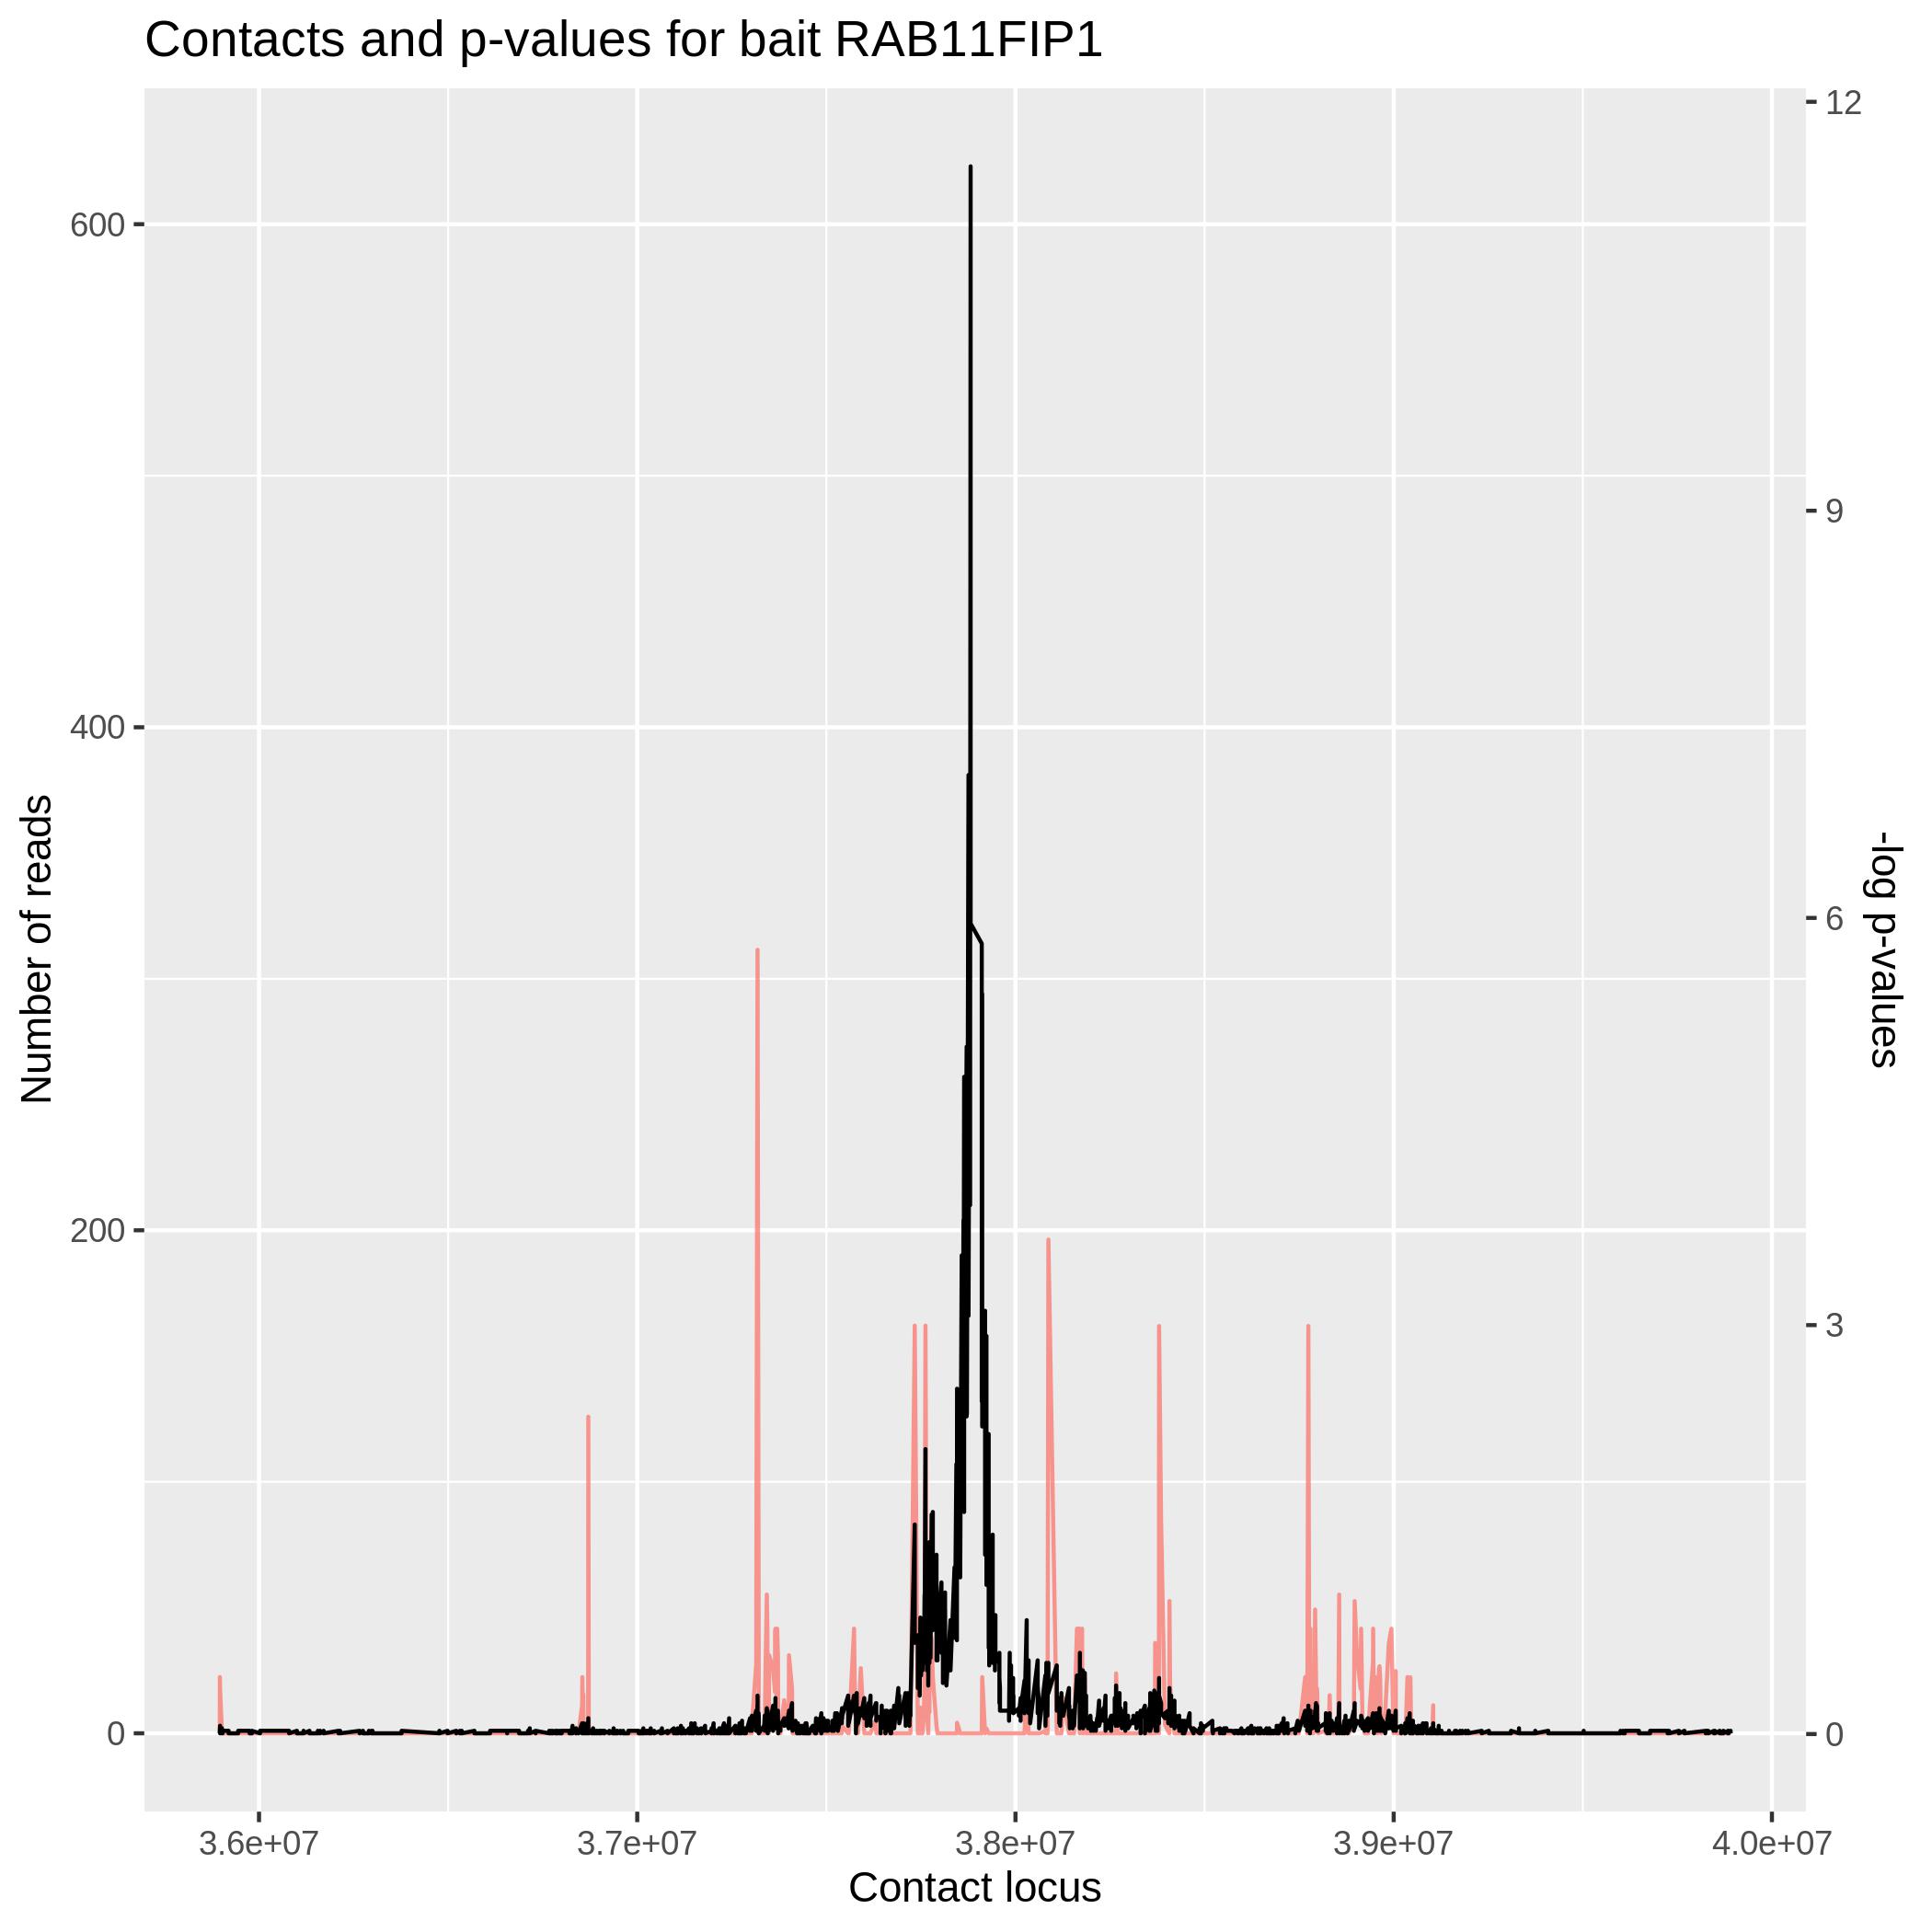 Contacts and p-values for bait RAB11FIP1
Number of reads
600
400
200
0
12
9
6
3
0
-log p-values
3.6e+07
3.7e+07
3.8e+07
3.9e+07
4.0e+07
Contact locus